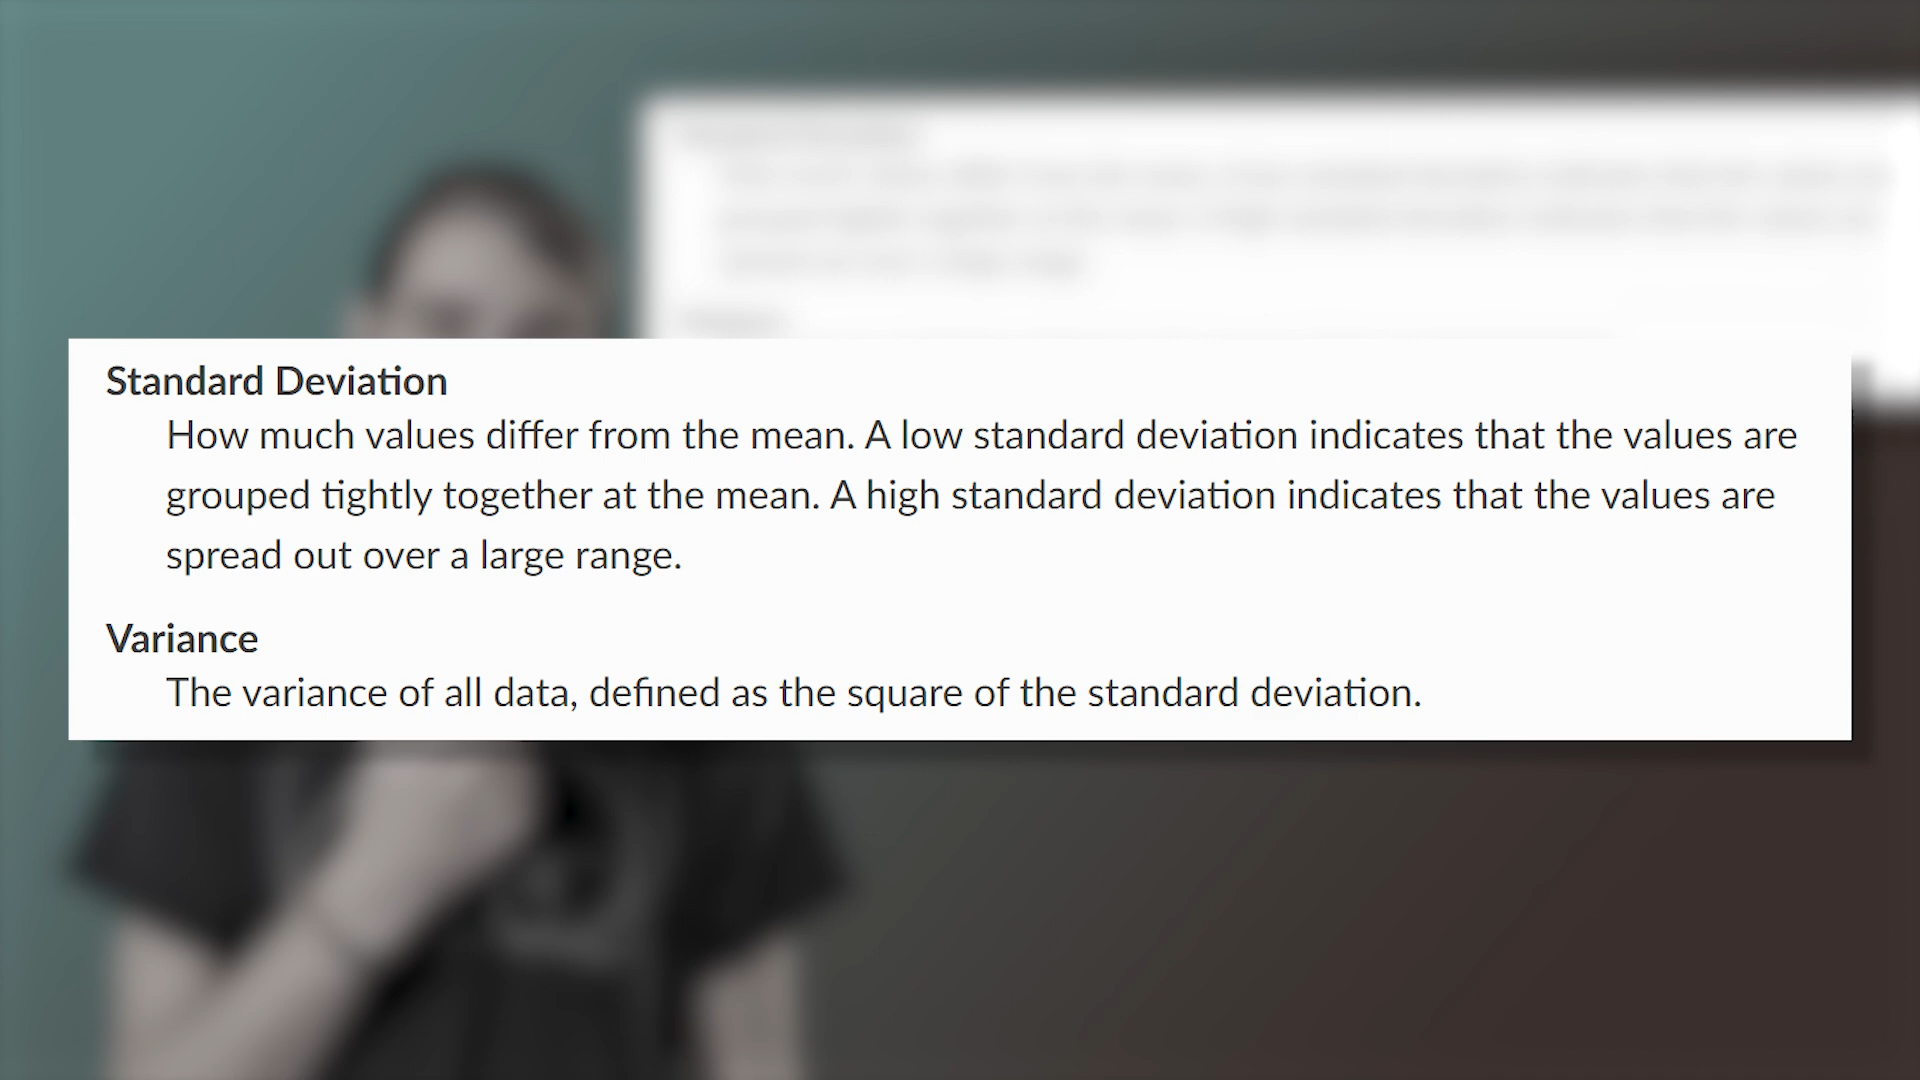 Standard Deviation
How much values differ from the mean. A low standard deviation indicates that the values are
grouped tightly together at the mean. A high standard deviation indicates that the values are
spread out over a large range.
Variance
The variance of all data, defined as the square of the standard deviation.